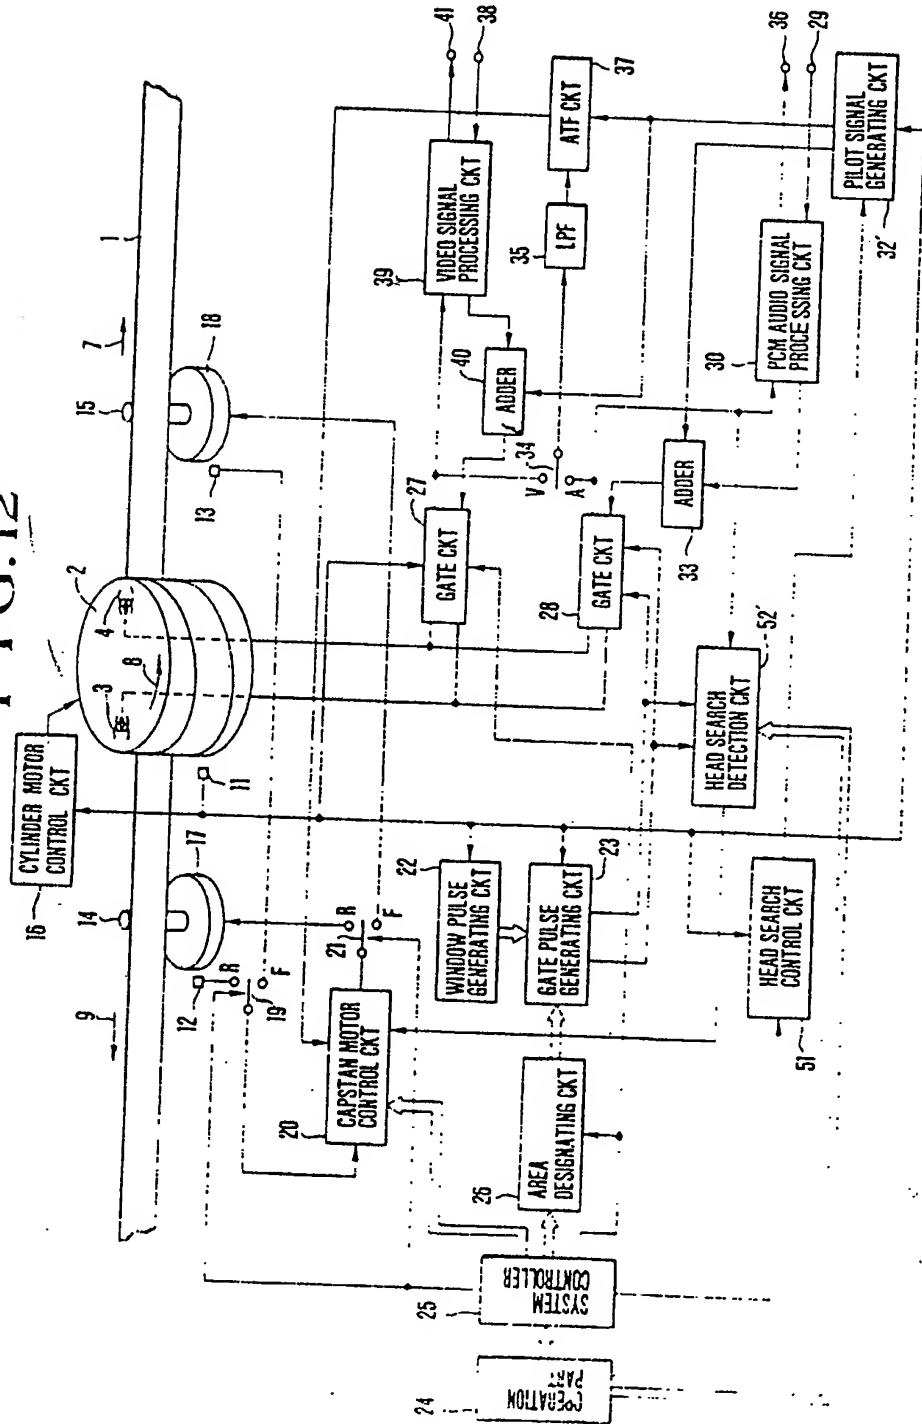 FIG.12
41
38
36
29
VIDEO SIGNAL
PROCESSING CKT
39
ATF CKT
37
LPF
35
PCM AUDIO SIGNAL
PROCESSING CKT
30
PILOT SIGNAL
GENERATING CKT
32'
1
7
18
15
13
ADDER
40
34
V
A
ADDER
33
GATE CKT
27
GATE CKT
28
2
4
3
8
HEAD SEARCH
DETECTION CKT
52'
CYLINDER MOTOR
CONTROL CKT
16
11
17
14
9
12
R
F
19
R
F
21
WINDOW PULSE
GENERATING CKT
22
GATE PULSE
GENERATING CKT
23
HEAD SEARCH
CONTROL CKT
51
CAPSTAN MOTOR
CONTROL CKT
20
AREA
DESIGNATING CKT
26
SYSTEM
CONTROLLER
25
OPERATION
PART
24